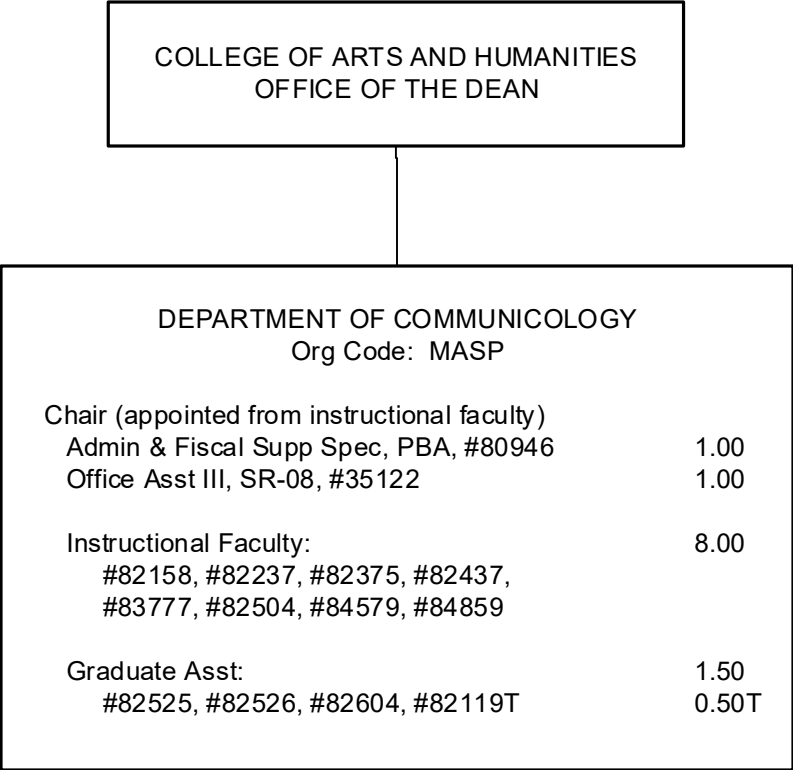 COLLEGE OF ARTS AND HUMANITIES
OFFICE OF THE DEAN
DEPARTMENT OF COMMUNICOLOGY
Org Code: MASP
Chair (appointed from instructional faculty)
Admin & Fiscal Supp Spec, PBA, #80946 1.00
Office Asst III, SR-08, #35122 1.00
Instructional Faculty: 8.00
#82158, #82237, #82375, #82437,
#83777, #82504, #84579, #84859
Graduate Asst: 1.50
#82525, #82526, #82604, #82119T 0.50T